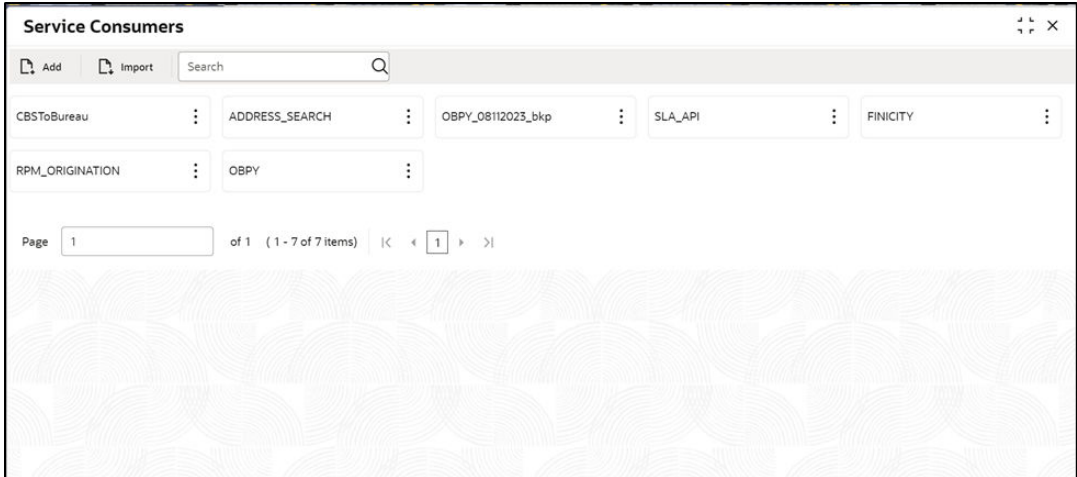 Service Consumers
Add Import Search
CBSToBureau ADDRESS_SEARCH OBPY_08112023_bkp SLA_API FINICITY
RPM_ORIGINATION OBPY
Page 1 of 1 ( 1 - 7 of 7 items) 1